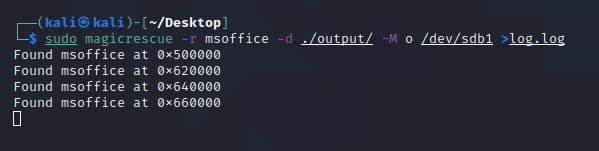 (kali㉿kali)-[~/Desktop]
$ sudo magicrescue -r msoffice -d ./output/ -M o /dev/sdb1 >log.log
Found msoffice at 0×500000
Found msoffice at 0×620000
Found msoffice at 0×640000
Found msoffice at 0×660000